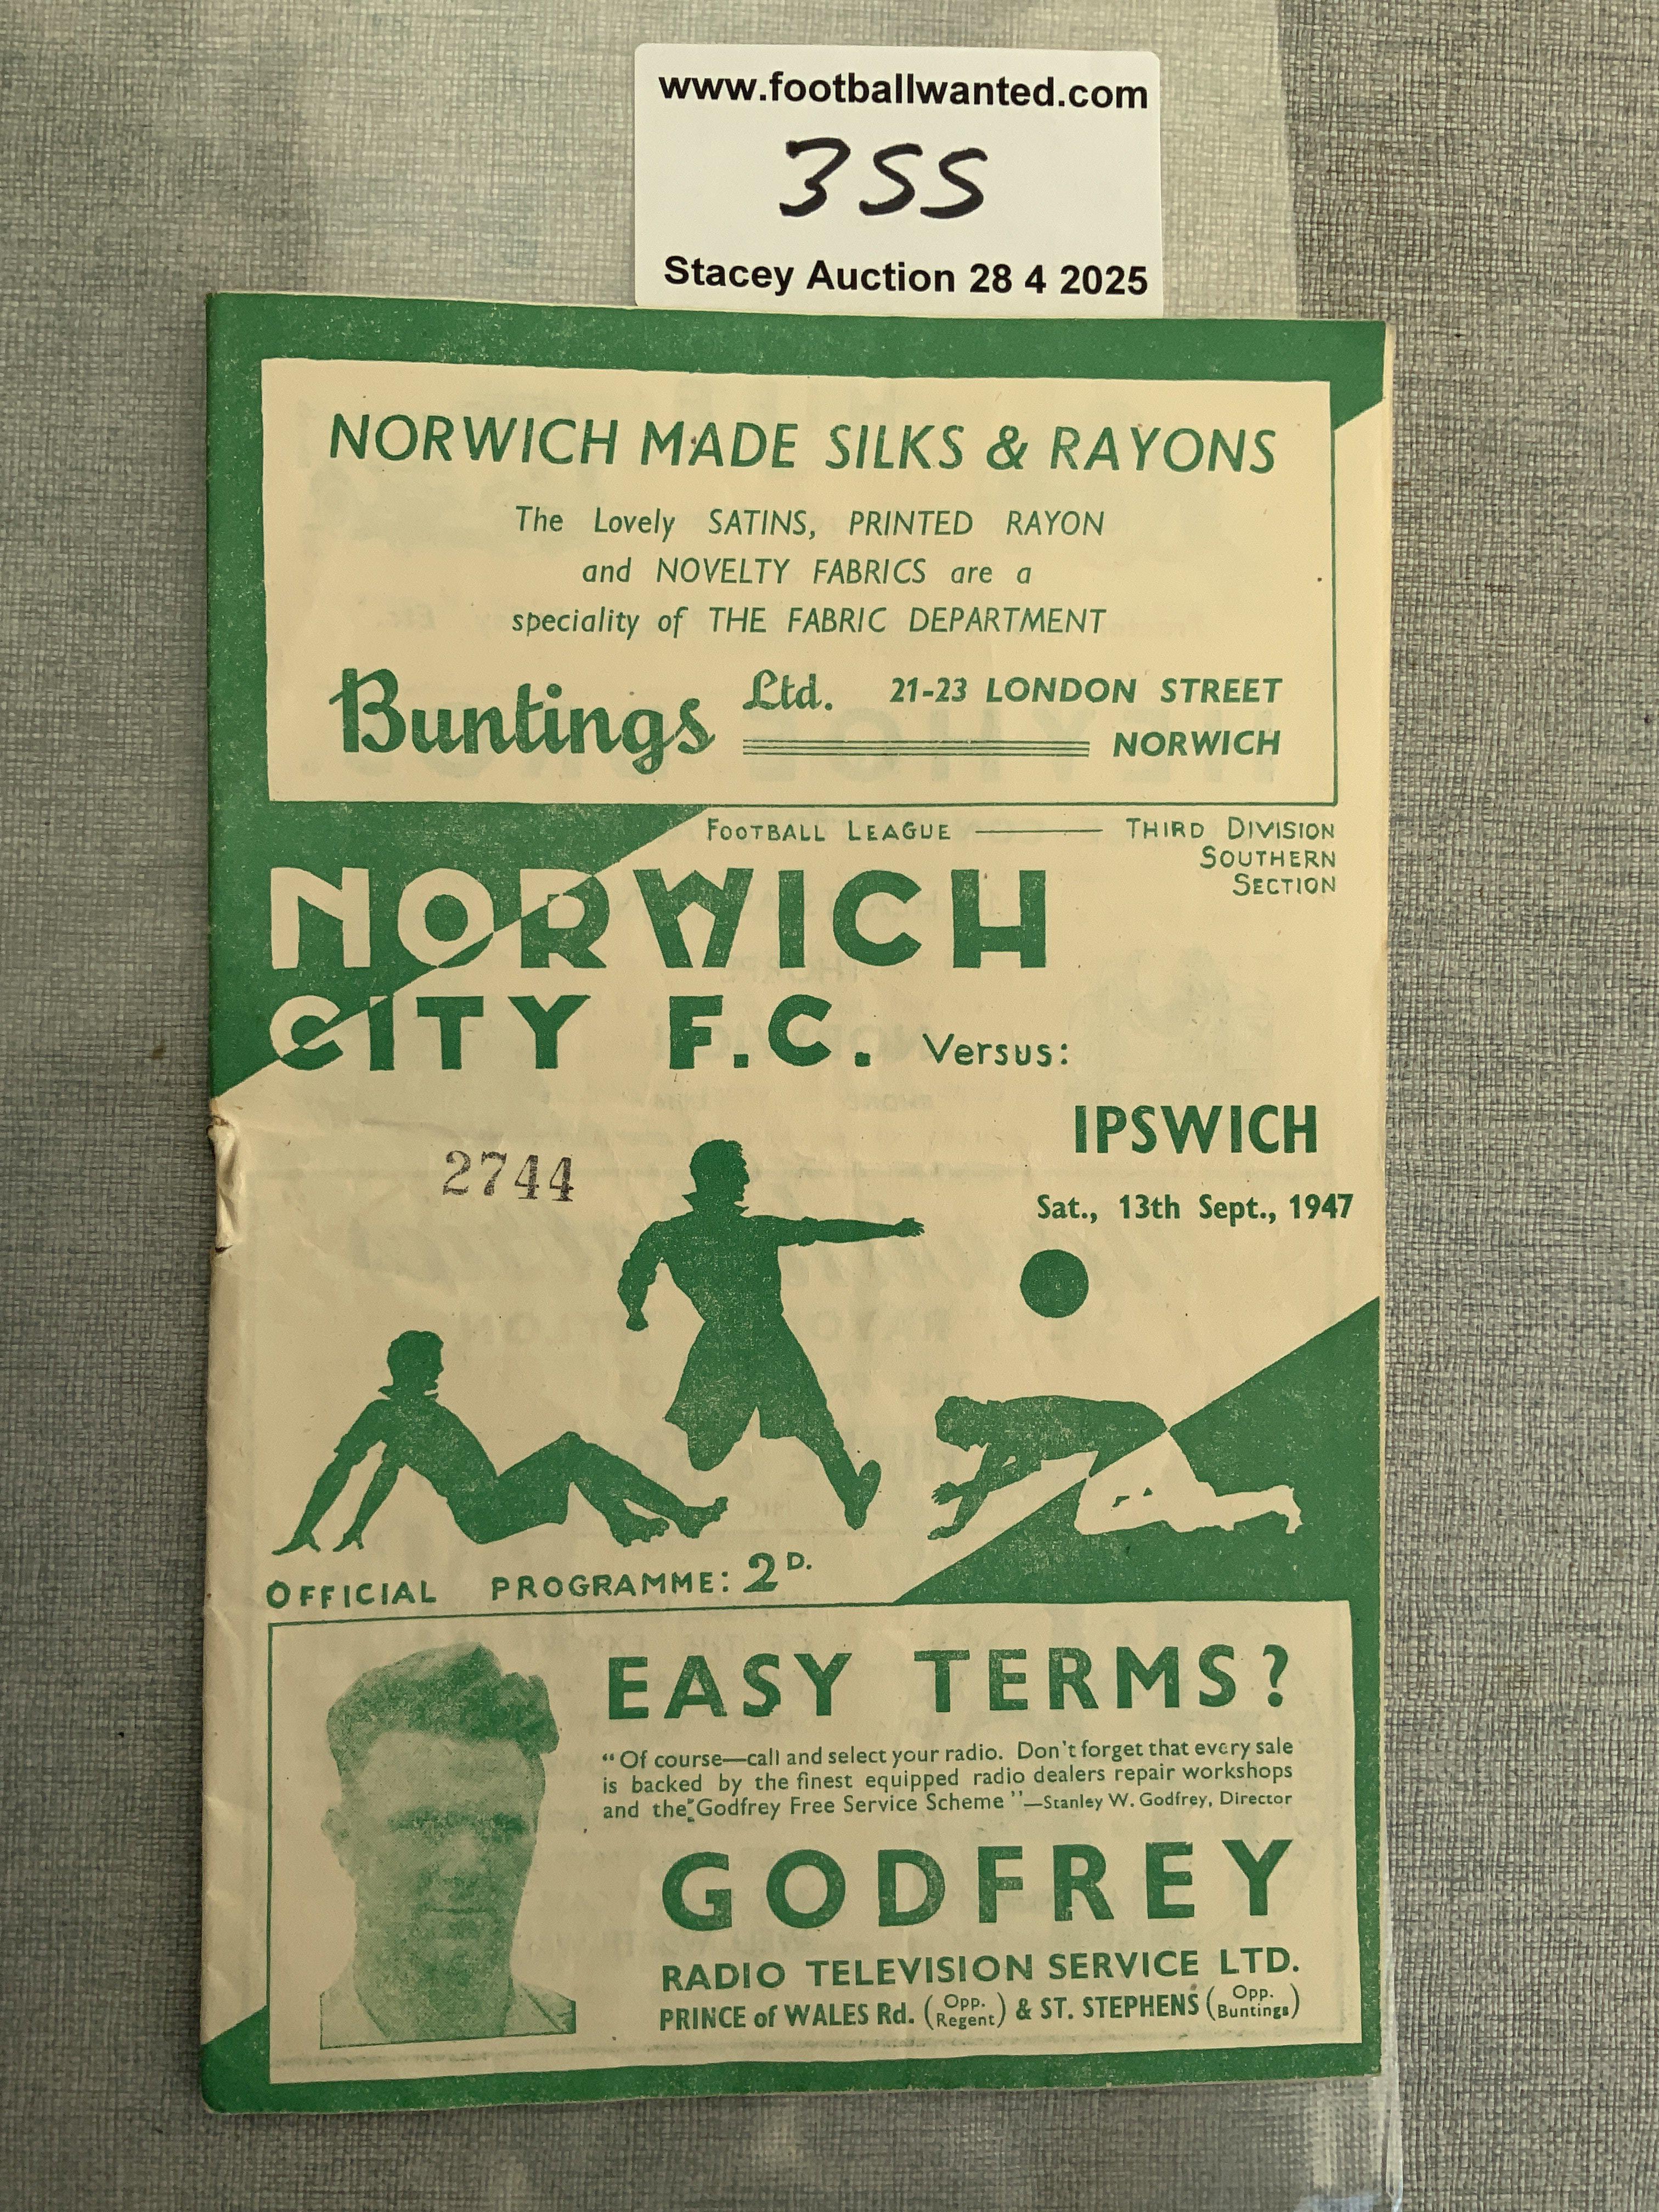 www.footballwanted.com
355
Stacey Auction 28 4 2025
NORWICH MADE SILKS & RAYONS
The Lovely SATINS, PRINTED RAYON
and NOVELTY FABRICS are a
speciality of THE FABRIC DEPARTMENT
Buntings Ltd. 21-23 LONDON STREET
NORWICH
FOOTBALL LEAGUE — THIRD DIVISION
SOUTHERN
SECTION
NORWICH
CITY F.C. Versus:
IPSWICH
2744
Sat., 13th Sept., 1947
OFFICIAL PROGRAMME: 2D.
EASY TERMS?
"Of course—call and select your radio. Don't forget that every sale
is backed by the finest equipped radio dealers repair workshops
and the "Godfrey Free Service Scheme"—Stanley W. Godfrey, Director
GODFREY
RADIO TELEVISION SERVICE LTD.
PRINCE of WALES Rd. (Opp. Regent) & ST. STEPHENS (Opp. Buntings)